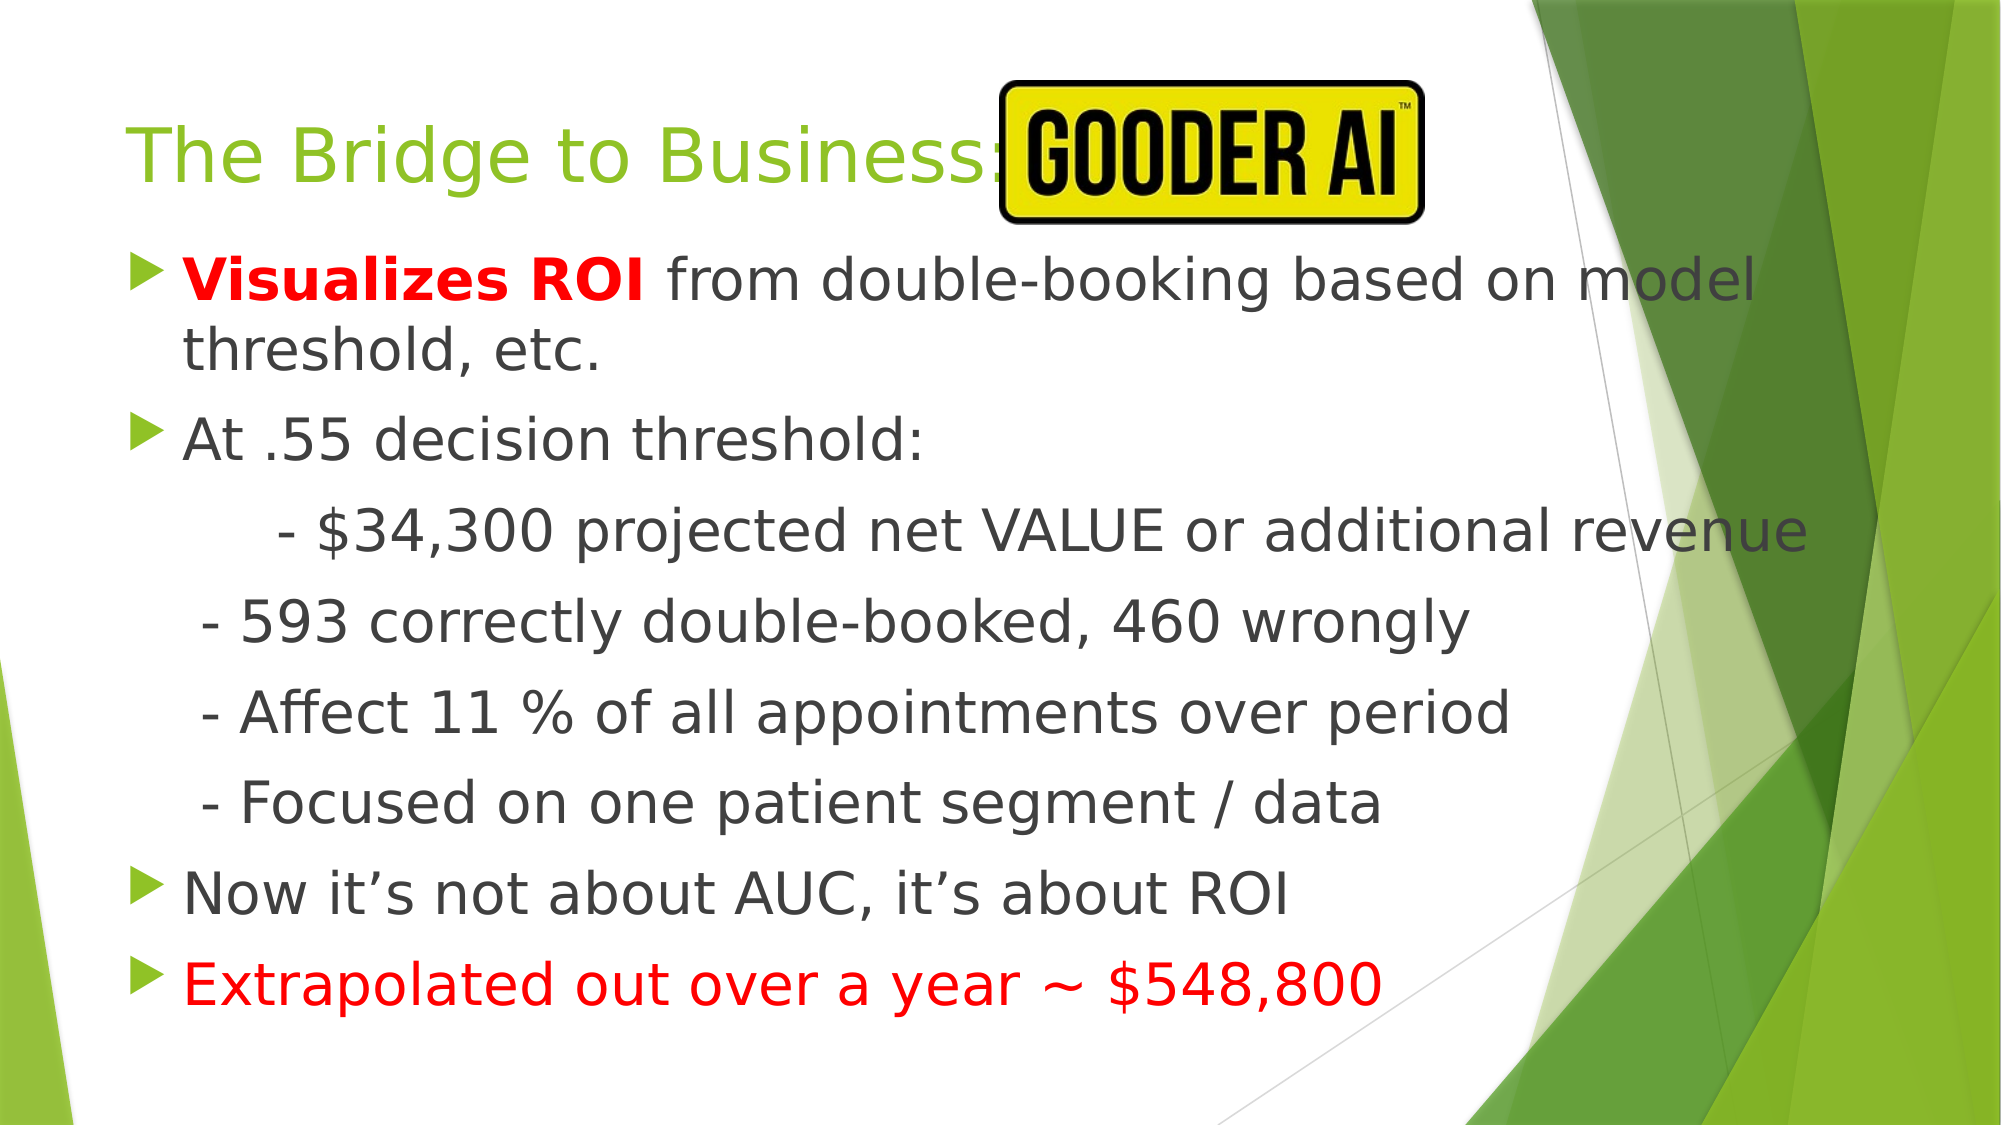 The Bridge to Business:
GOODER AI™
Visualizes ROI from double-booking based on model
threshold, etc.
At .55 decision threshold:
- $34,300 projected net VALUE or additional revenue
- 593 correctly double-booked, 460 wrongly
- Affect 11 % of all appointments over period
- Focused on one patient segment / data
Now it’s not about AUC, it’s about ROI
Extrapolated out over a year ~ $548,800